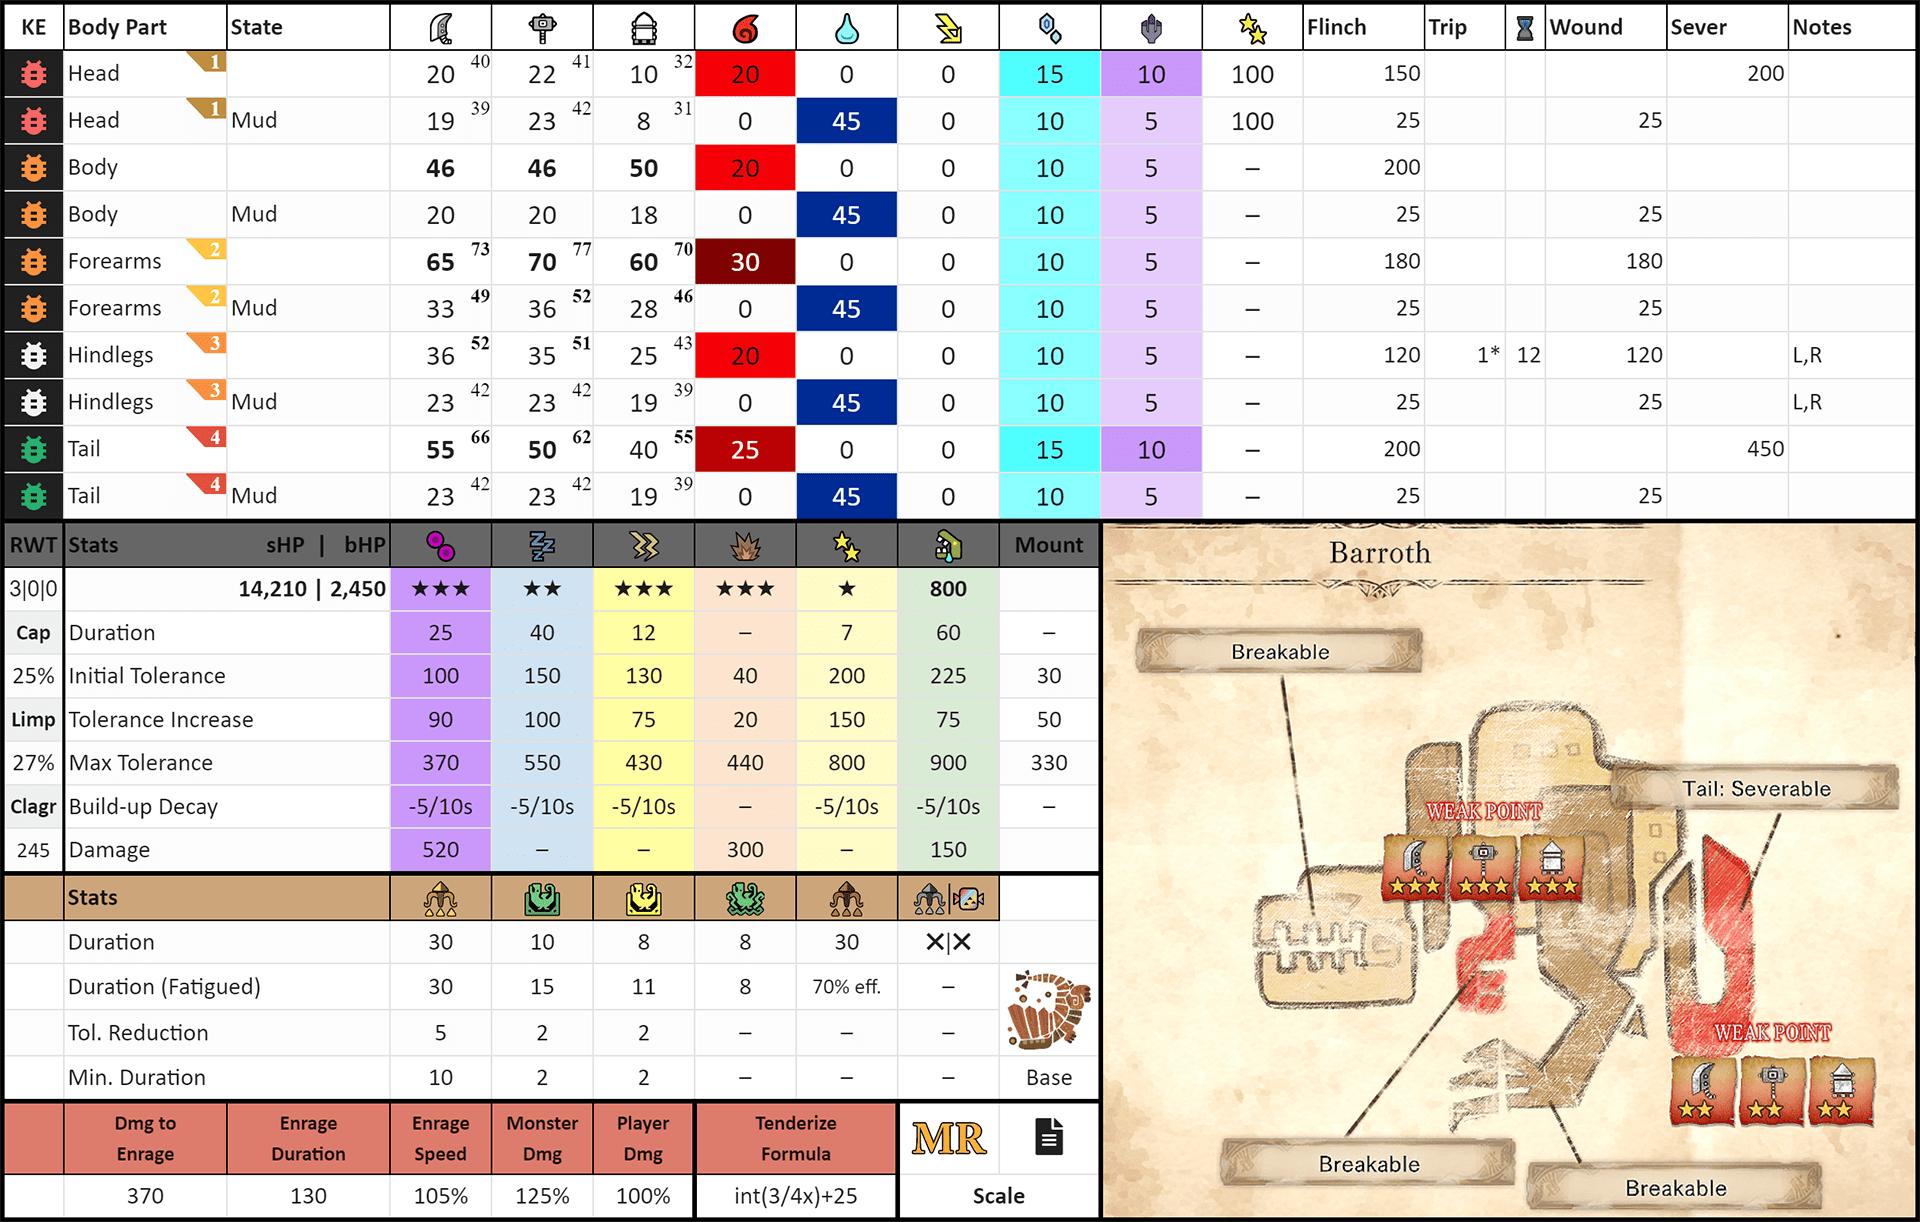 KE Body Part State Flinch Trip Wound Sever Notes
Head 1 20 40 22 41 10 32 20 0 0 15 10 100 150 200
Head 1 Mud 19 39 23 42 8 31 0 45 0 10 5 100 25 25
Body 46 46 50 20 0 0 10 5 – 200
Body Mud 20 20 18 0 45 0 10 5 – 25 25
Forearms 2 65 73 70 77 60 70 30 0 0 10 5 – 180 180
Forearms 2 Mud 33 49 36 52 28 46 0 45 0 10 5 – 25 25
Hindlegs 3 36 52 35 51 25 43 20 0 0 10 5 – 120 1* 12 120 L,R
Hindlegs 3 Mud 23 42 23 42 19 39 0 45 0 10 5 – 25 25 L,R
Tail 4 55 66 50 62 40 55 25 0 0 15 10 – 200 450
Tail 4 Mud 23 42 23 42 19 39 0 45 0 10 5 – 25 25
RWT Stats sHP | bHP Mount
3|0|0 14,210 | 2,450 ★★★ ★★ ★★★ ★★★ ★ 800
Cap Duration 25 40 12 – 7 60 –
25% Initial Tolerance 100 150 130 40 200 225 30
Limp Tolerance Increase 90 100 75 20 150 75 50
27% Max Tolerance 370 550 430 440 800 900 330
Clagr Build-up Decay -5/10s -5/10s -5/10s – -5/10s -5/10s –
245 Damage 520 – – 300 – 150
Stats
Duration 30 10 8 8 30 ✕|✕
Duration (Fatigued) 30 15 11 8 70% eff. –
Tol. Reduction 5 2 2 – – –
Min. Duration 10 2 2 – – – Base
Dmg to Enrage Enrage Duration Enrage Speed Monster Dmg Player Dmg Tenderize Formula MR
370 130 105% 125% 100% int(3/4x)+25 Scale
Barroth
Breakable
Tail: Severable
WEAK POINT
WEAK POINT
Breakable
Breakable